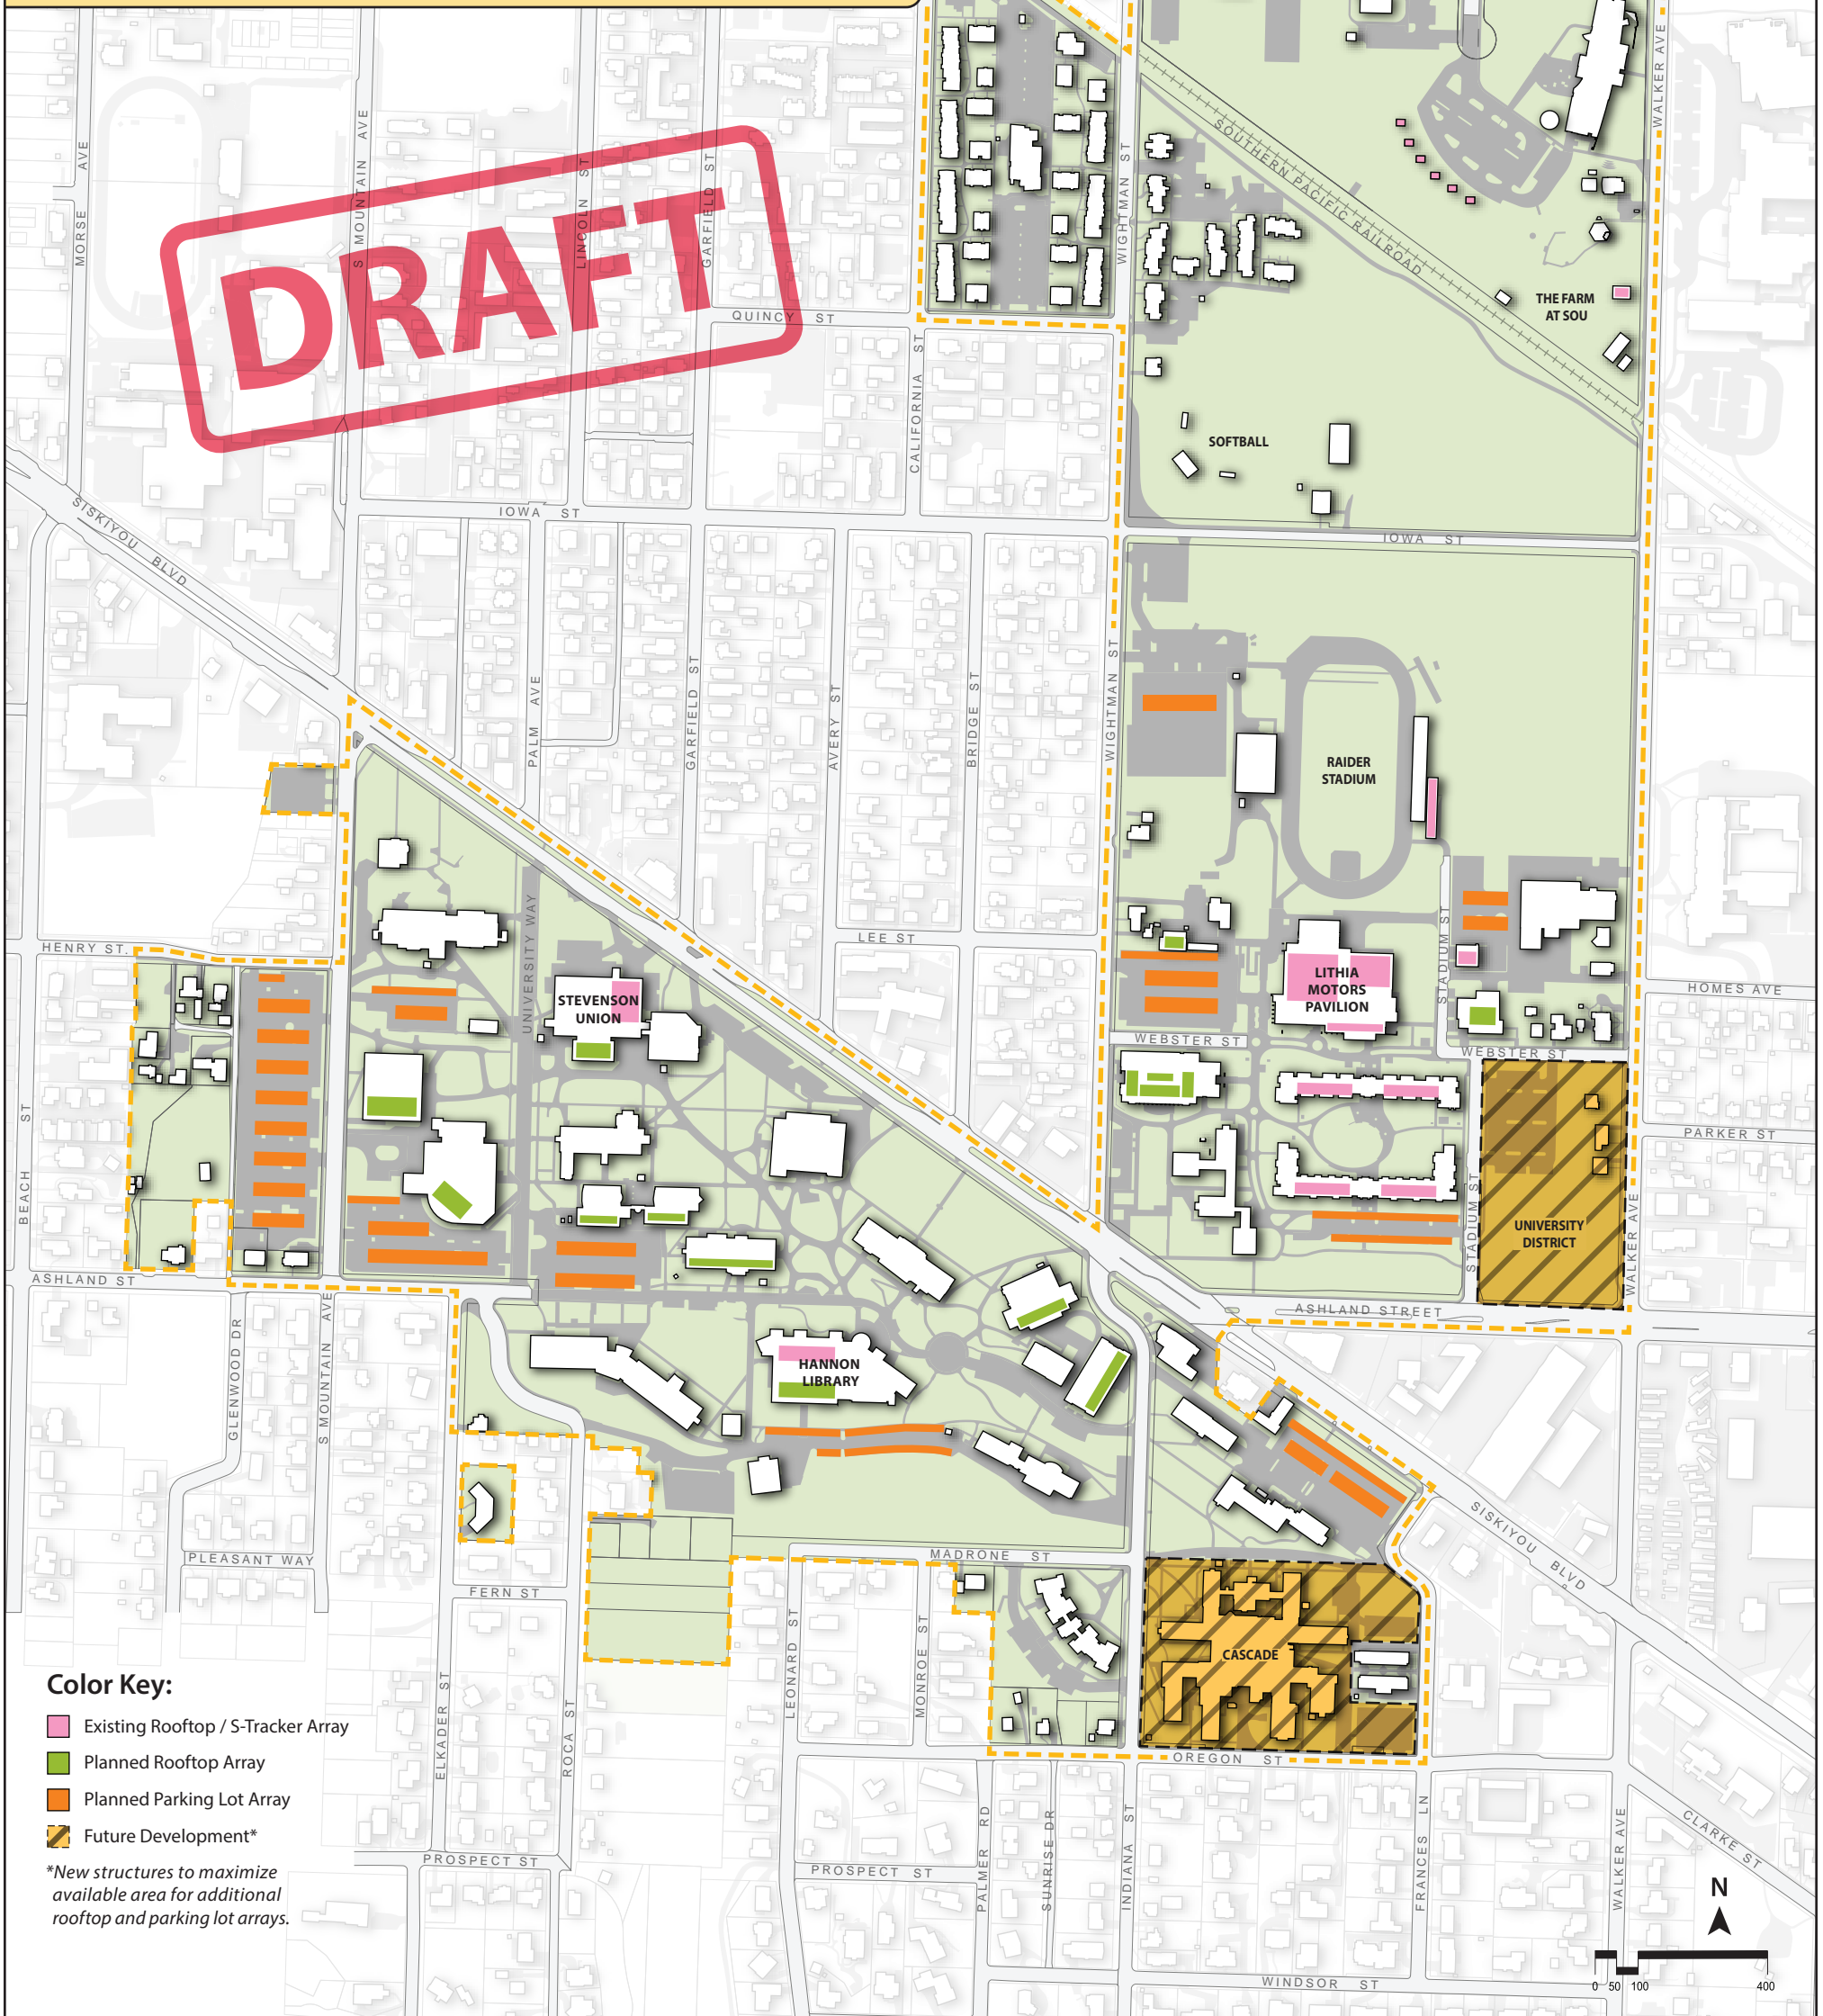 WALKER AVE
MORSE AVE
S MOUNTAIN AVE
LINCOLN ST
GARFIELD ST
WIGHTMAN ST
SOUTHERN PACIFIC RAILROAD
DRAFT
THE FARM
AT SOU
QUINCY ST
CALIFORNIA ST
SOFTBALL
SISKIYOU BLVD
IOWA ST
IOWA ST
PALM AVE
GARFIELD ST
AVERY ST
BRIDGE ST
WIGHTMAN ST
RAIDER
STADIUM
UNIVERSITY WAY
HENRY ST.
LEE ST
STADIUM ST
STEVENSON
UNION
LITHIA
MOTORS
PAVILION
HOMES AVE
WEBSTER ST
WEBSTER ST
BEACH ST
PARKER ST
STADIUM ST
WALKER AVE
UNIVERSITY
DISTRICT
ASHLAND ST
ASHLAND STREET
GLENWOOD DR
S MOUNTAIN AVE
HANNON
LIBRARY
SISKIYOU BLVD
PLEASANT WAY
MADRONE ST
FERN ST
LEONARD ST
MONROE ST
CASCADE
ELKADER ST
ROCA ST
OREGON ST
Color Key:
Existing Rooftop / S-Tracker Array
Planned Rooftop Array
Planned Parking Lot Array
Future Development*
*New structures to maximize
available area for additional
rooftop and parking lot arrays.
PROSPECT ST
PROSPECT ST
PALMER RD
SUNRISE DR
INDIANA ST
FRANCES LN
WALKER AVE
CLARKE ST
N
WINDSOR ST
0 50 100 400